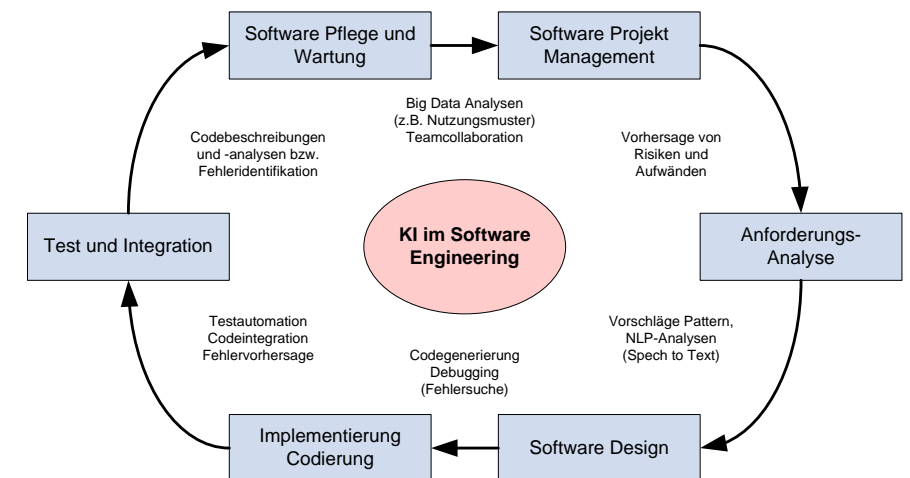 Software Pflege und
Wartung
Software Projekt
Management
Big Data Analysen
(z.B. Nutzungsmuster)
Teamcollaboration
Codebeschreibungen
und -analysen bzw.
Fehleridentifikation
Vorhersage von
Risiken und
Aufwänden
Test und Integration
KI im Software
Engineering
Anforderungs-
Analyse
Testautomation
Codeintegration
Fehlervorhersage
Vorschläge Pattern,
NLP-Analysen
(Spech to Text)
Codegenerierung
Debugging
(Fehlersuche)
Implementierung
Codierung
Software Design